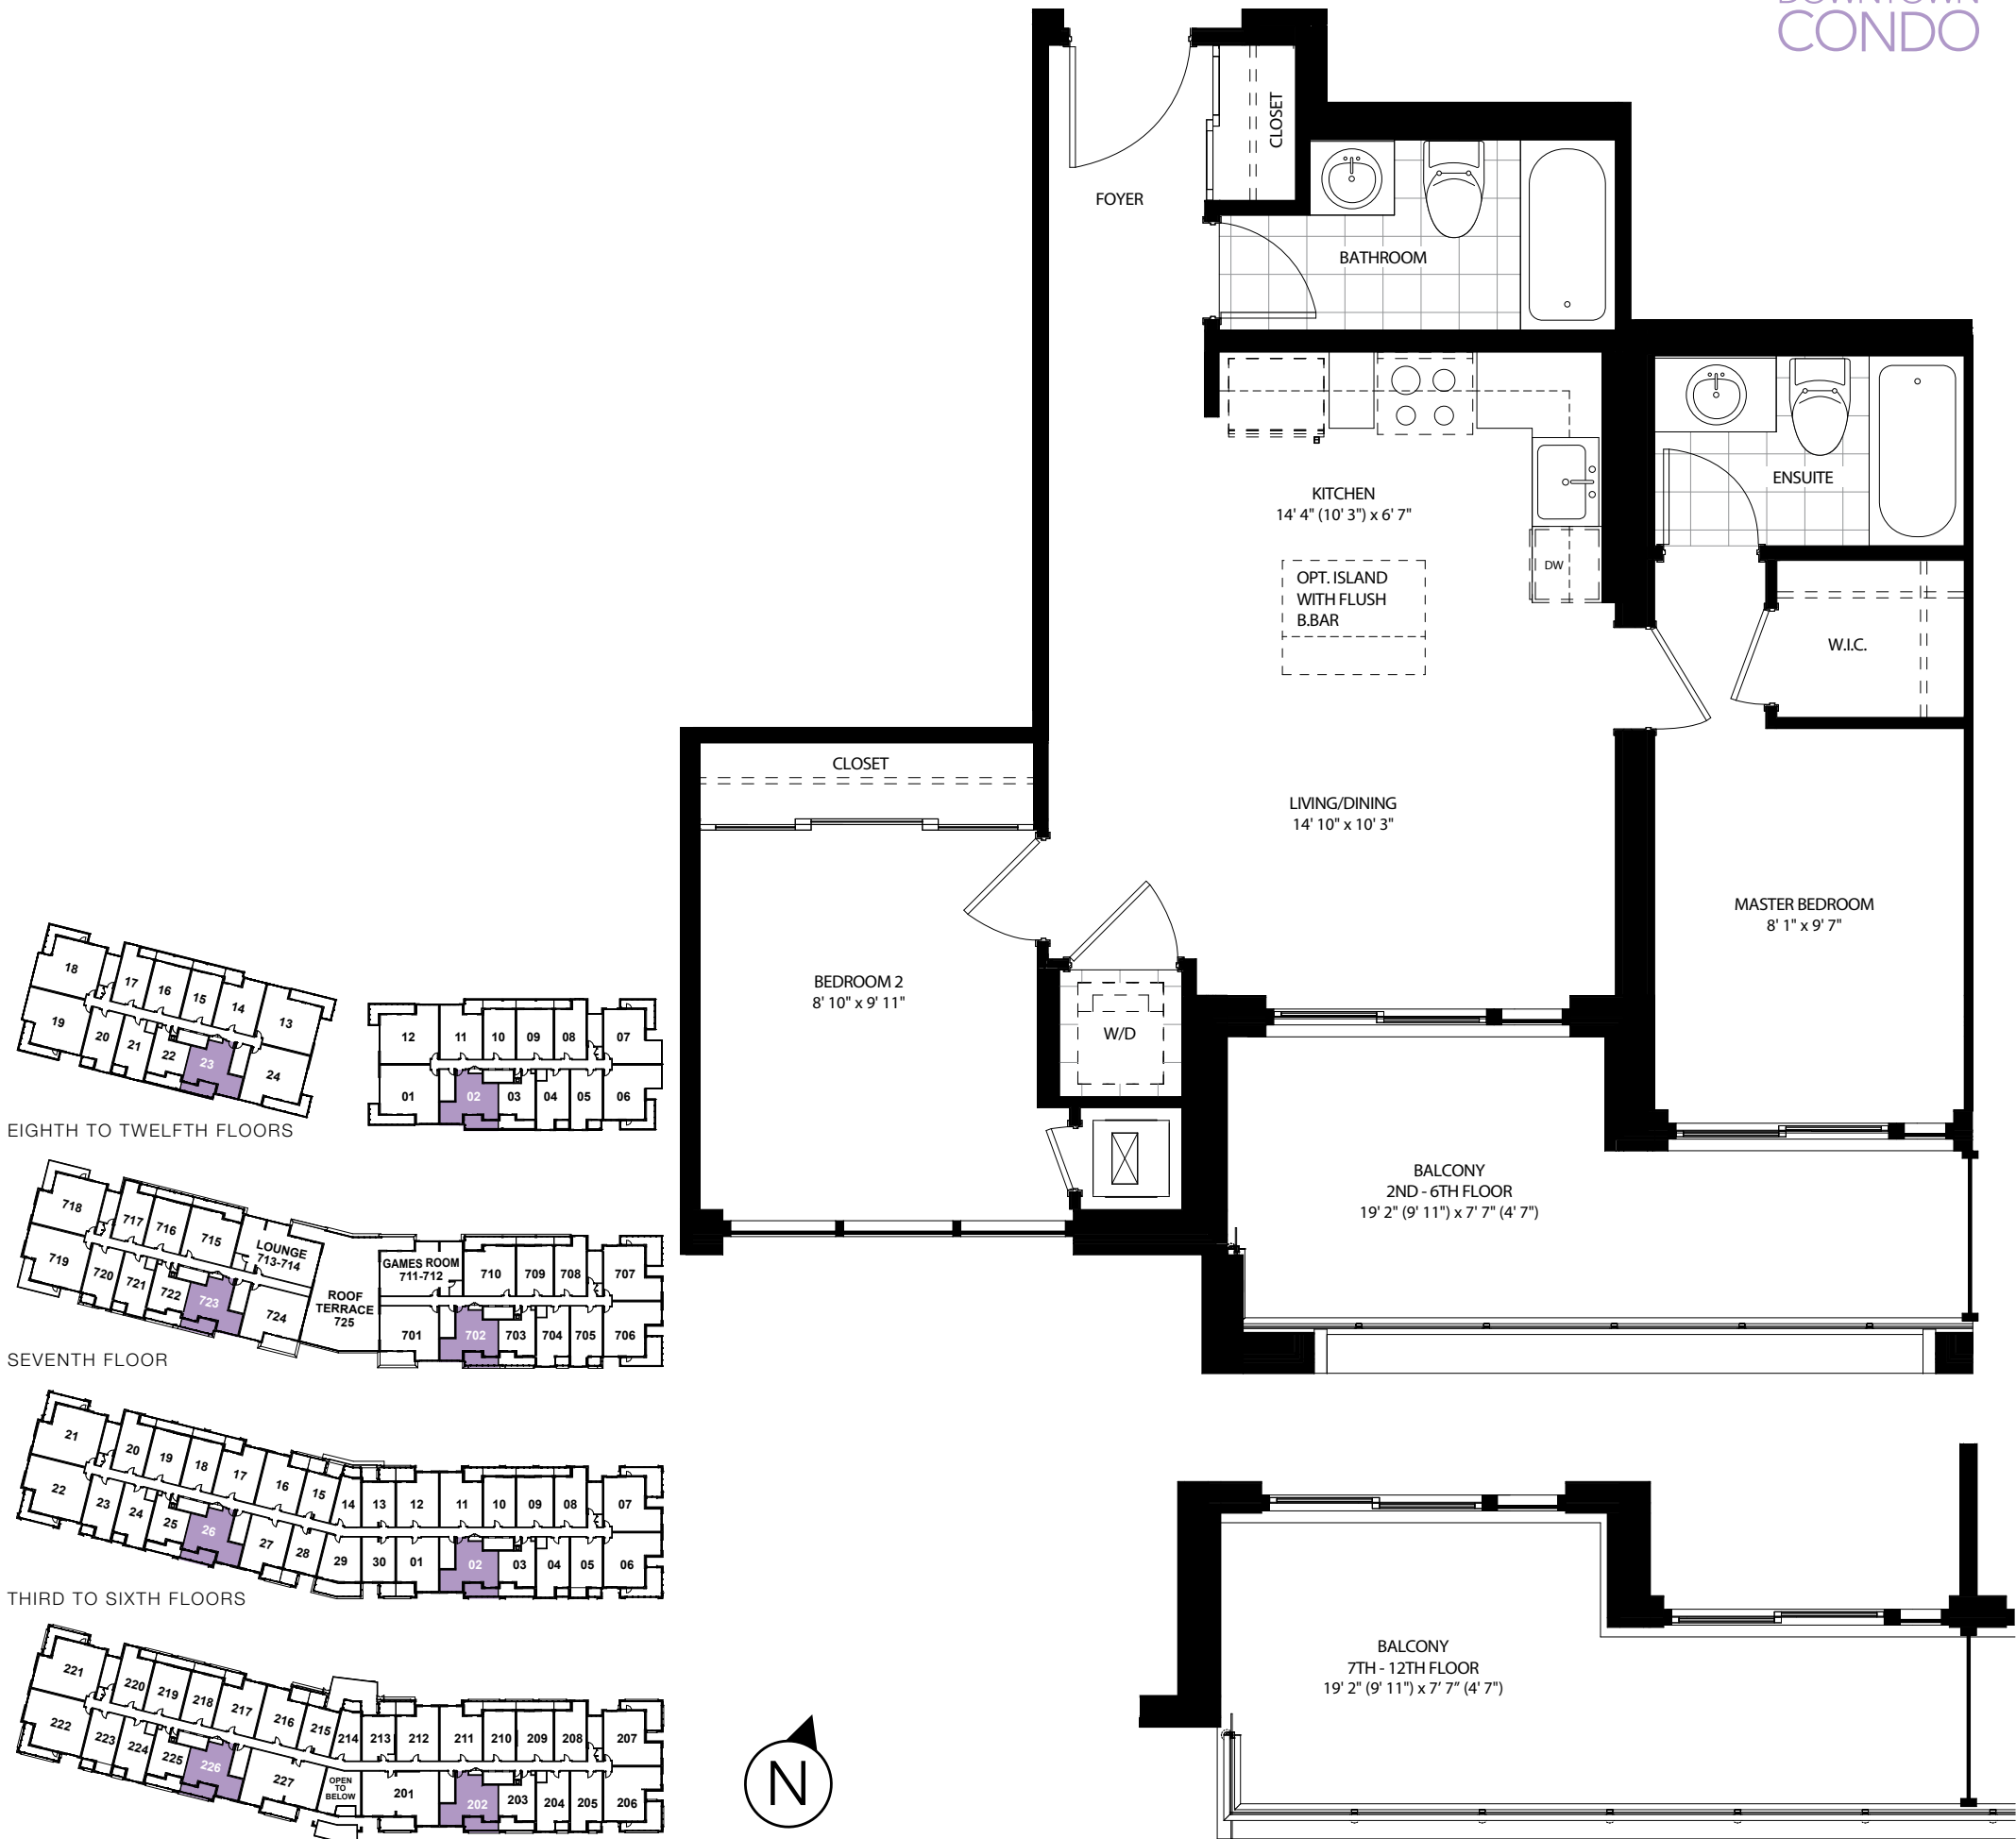 DOWNTOWN
CONDO
CLOSET
FOYER
BATHROOM
KITCHEN
14' 4" (10' 3") x 6' 7"
ENSUITE
OPT. ISLAND
WITH FLUSH
B.BAR
DW
W.I.C.
CLOSET
LIVING/DINING
14' 10" x 10' 3"
MASTER BEDROOM
8' 1" x 9' 7"
BEDROOM 2
8' 10" x 9' 11"
W/D
BALCONY
2ND - 6TH FLOOR
19' 2" (9' 11") x 7' 7" (4' 7")
BALCONY
7TH - 12TH FLOOR
19' 2" (9' 11") x 7' 7" (4' 7")
N
18 17 16 15 14 13
19 20 21 22 23 24
12 11 10 09 08 07
01 02 03 04 05 06
EIGHTH TO TWELFTH FLOORS
718 717 716 715
LOUNGE
713-714
719 720 721 722 723 724
ROOF
TERRACE
725
GAMES ROOM
711-712
710 709 708 707
701 702 703 704 705 706
SEVENTH FLOOR
21 20 19 18 17 16 15 14 13 12 11 10 09 08 07
22 23 24 25 26 27 28 29 30 01 02 03 04 05 06
THIRD TO SIXTH FLOORS
221 220 219 218 217 216 215 214 213 212 211 210 209 208 207
222 223 224 225 226 227
OPEN
TO
BELOW
201 202 203 204 205 206